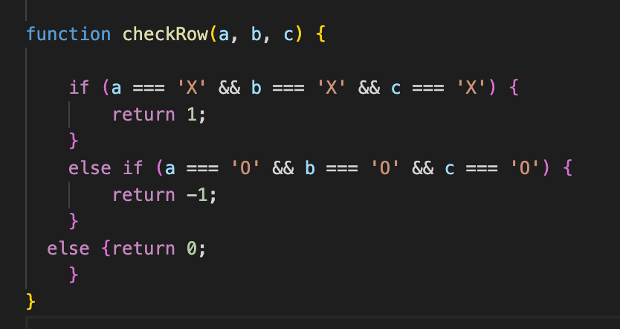 function checkRow(a, b, c) {
if (a === 'X' && b === 'X' && c === 'X') {
return 1;
}
else if (a === 'O' && b === 'O' && c === 'O') {
return -1;
}
else {return 0;
}
}